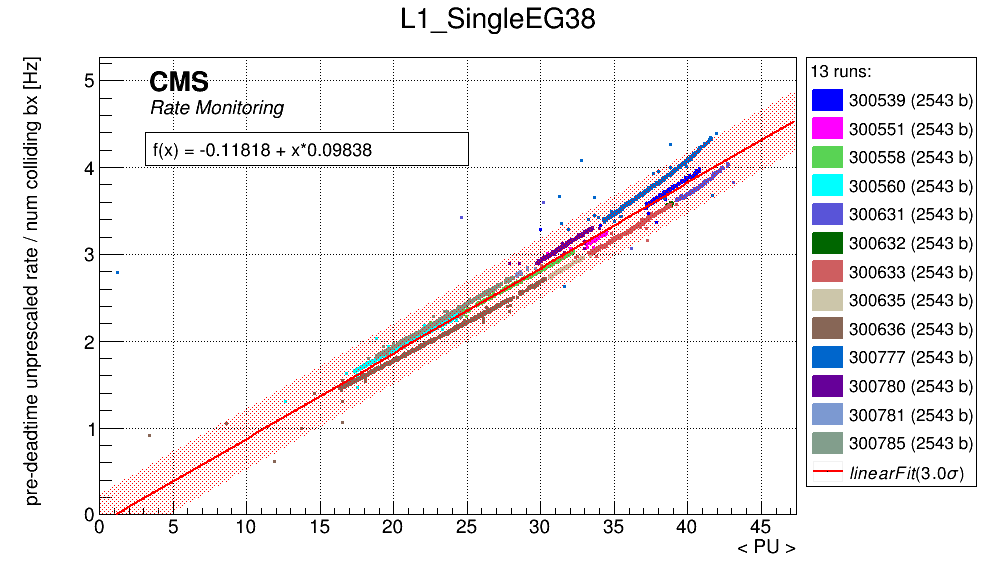 L1_SingleEG38
pre-deadtime unprescaled rate / num colliding bx [Hz]
CMS
Rate Monitoring
f(x) = -0.11818 + x*0.09838
5
4
3
2
1
0
0 5 10 15 20 25 30 35 40 45
< PU >
13 runs:
300539 (2543 b)
300551 (2543 b)
300558 (2543 b)
300560 (2543 b)
300631 (2543 b)
300632 (2543 b)
300633 (2543 b)
300635 (2543 b)
300636 (2543 b)
300777 (2543 b)
300780 (2543 b)
300781 (2543 b)
300785 (2543 b)
linearFit(3.0σ)